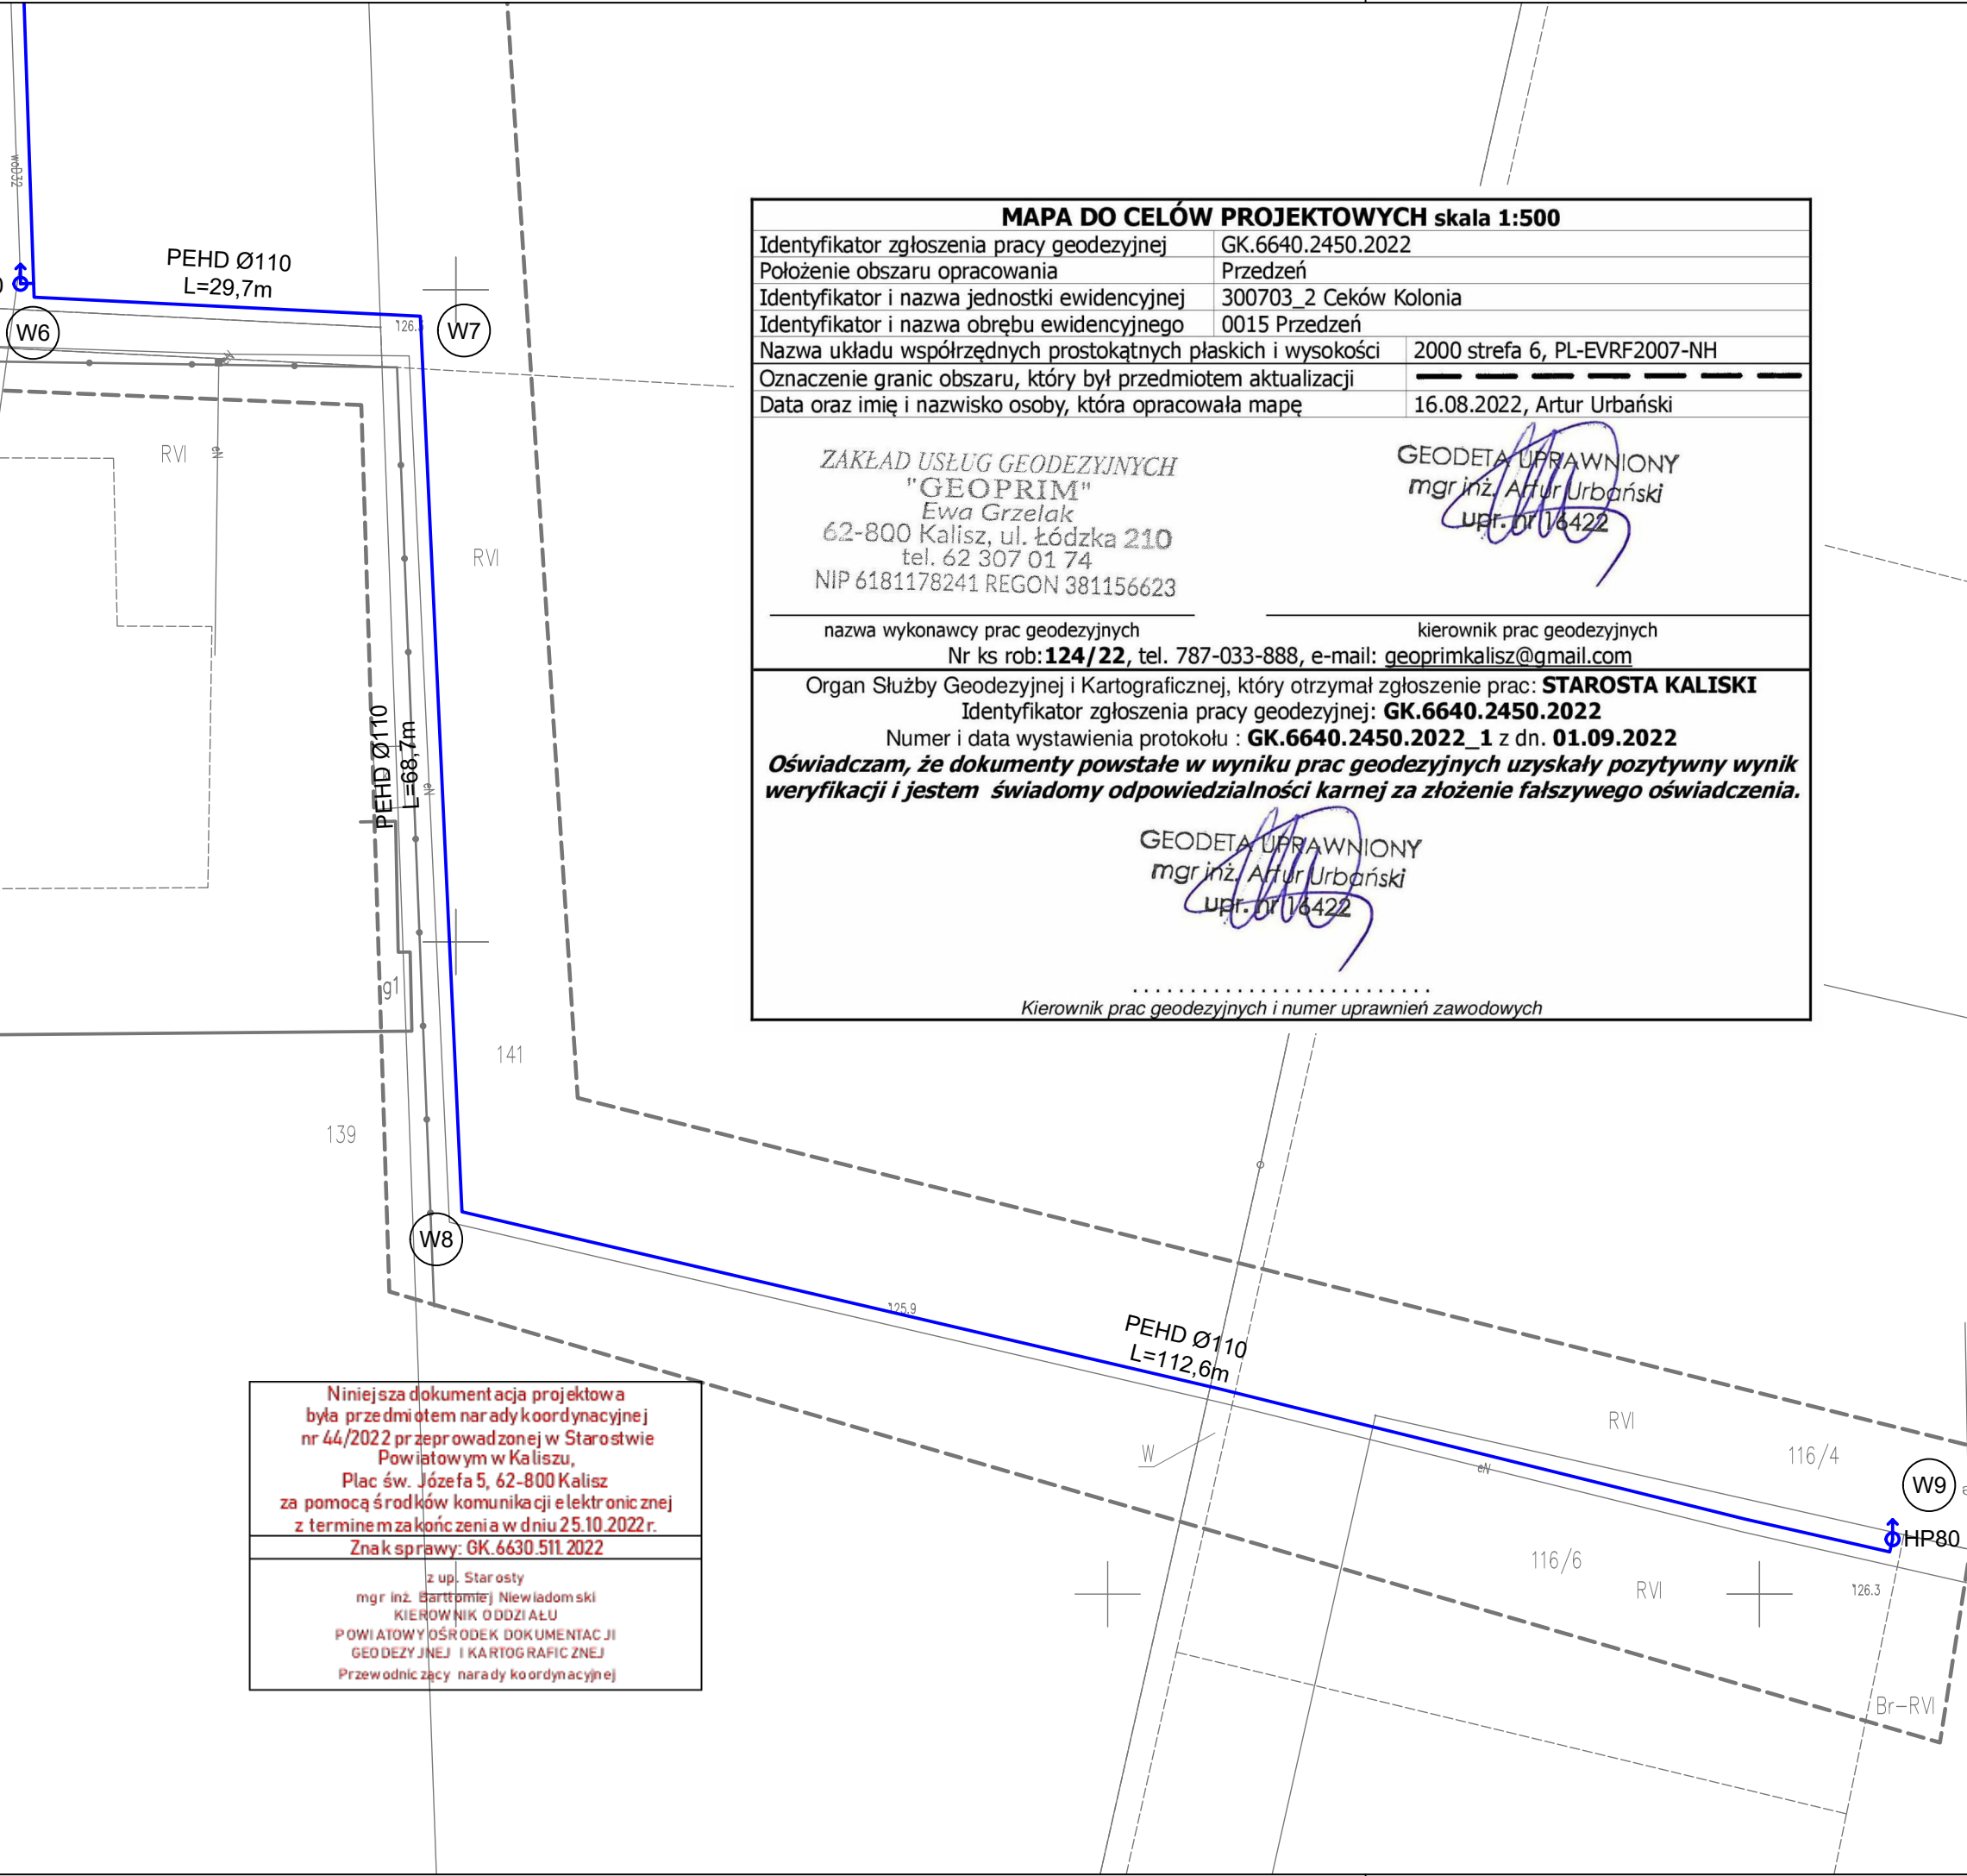 woD32
PEHD Ø110
L=29,7m
W6
126.
W7
RVI
eN
RVI
PEHD Ø110
L=68,7m
eN
g1
141
139
W8
125.9
PEHD Ø110
L=112,6m
W
eN
RVI
116/4
W9
HP80
116/6
RVI
126.3
Br-RVI
MAPA DO CELÓW PROJEKTOWYCH skala 1:500
Identyfikator zgłoszenia pracy geodezyjnej GK.6640.2450.2022
Położenie obszaru opracowania Przedzeń
Identyfikator i nazwa jednostki ewidencyjnej 300703_2 Ceków Kolonia
Identyfikator i nazwa obrębu ewidencyjnego 0015 Przedzeń
Nazwa układu współrzędnych prostokątnych płaskich i wysokości 2000 strefa 6, PL-EVRF2007-NH
Oznaczenie granic obszaru, który był przedmiotem aktualizacji
Data oraz imię i nazwisko osoby, która opracowała mapę 16.08.2022, Artur Urbański
ZAKŁAD USŁUG GEODEZYJNYCH
"GEOPRIM"
Ewa Grzelak
62-800 Kalisz, ul. Łódzka 210
tel. 62 307 01 74
NIP 6181178241 REGON 381156623
GEODETA UPRAWNIONY
mgr inż. Artur Urbański
upr. nr 16422
nazwa wykonawcy prac geodezyjnych
kierownik prac geodezyjnych
Nr ks rob:124/22, tel. 787-033-888, e-mail: geoprimkalisz@gmail.com
Organ Służby Geodezyjnej i Kartograficznej, który otrzymał zgłoszenie prac: STAROSTA KALISKI
Identyfikator zgłoszenia pracy geodezyjnej: GK.6640.2450.2022
Numer i data wystawienia protokołu : GK.6640.2450.2022_1 z dn. 01.09.2022
Oświadczam, że dokumenty powstałe w wyniku prac geodezyjnych uzyskały pozytywny wynik
weryfikacji i jestem świadomy odpowiedzialności karnej za złożenie fałszywego oświadczenia.
GEODETA UPRAWNIONY
mgr inż. Artur Urbański
upr. nr 16422
Kierownik prac geodezyjnych i numer uprawnień zawodowych
Niniejsza dokumentacja projektowa
była przedmiotem narady koordynacyjnej
nr 44/2022 przeprowadzonej w Starostwie
Powiatowym w Kaliszu,
Plac św. Józefa 5, 62-800 Kalisz
za pomocą środków komunikacji elektronicznej
z terminem zakończenia w dniu 25.10.2022 r.
Znak sprawy: GK.6630.511.2022
z up. Starosty
mgr inż. Bartłomiej Niewiadomski
KIEROWNIK ODDZIAŁU
POWIATOWY OŚRODEK DOKUMENTACJI
GEODEZYJNEJ I KARTOGRAFICZNEJ
Przewodniczący narady koordynacyjnej